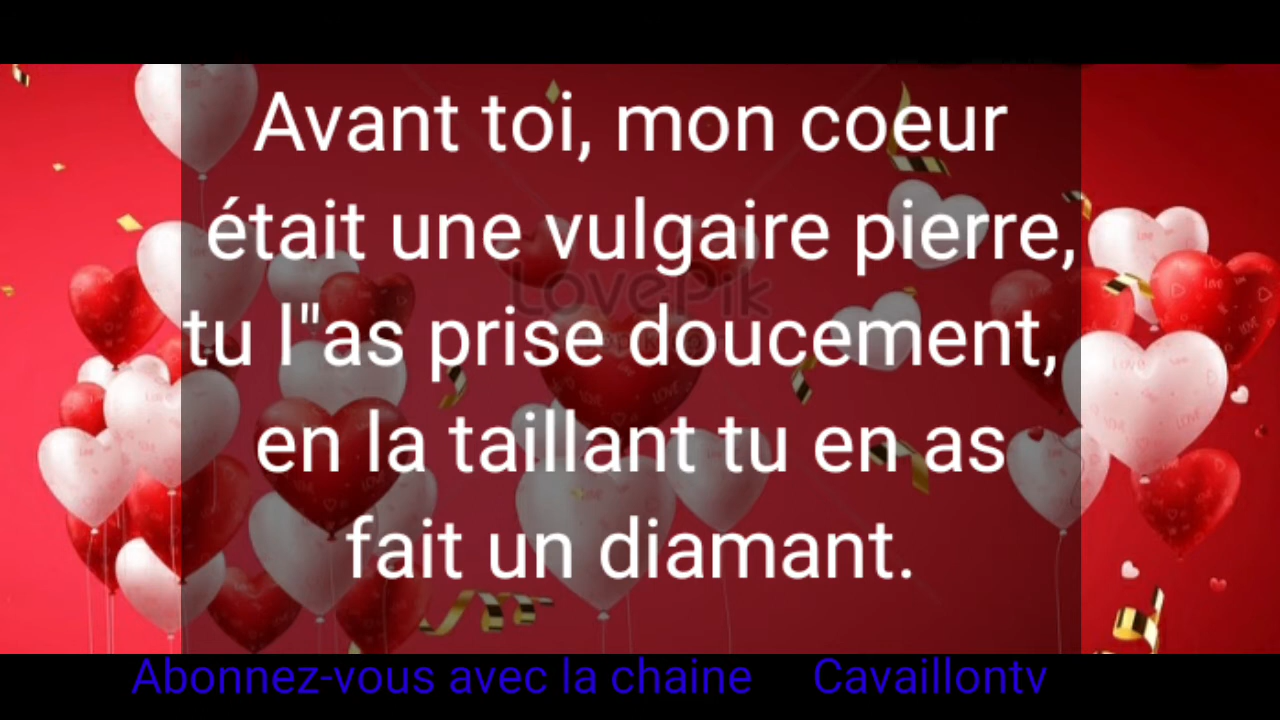 Avant toi, mon coeur
était une vulgaire pierre,
tu l"as prise doucement,
en la taillant tu en as
fait un diamant.
LovePik
Abonnez-vous avec la chaine Cavaillontv